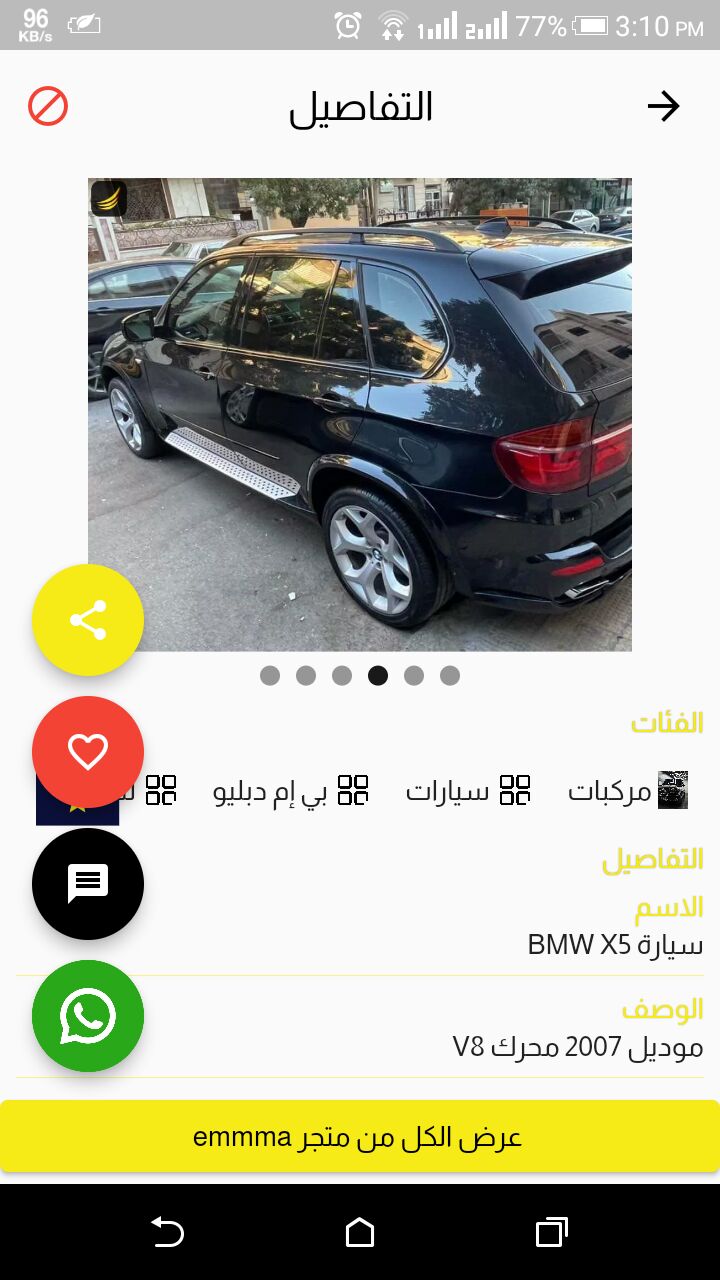 96
KB/s
77%
3:10 PM
التفاصيل
الفئات
مركبات
سيارات
بي إم دبليو
التفاصيل
الاسم
سيارة BMW X5
الوصف
موديل 2007 محرك V8
عرض الكل من متجر emmma